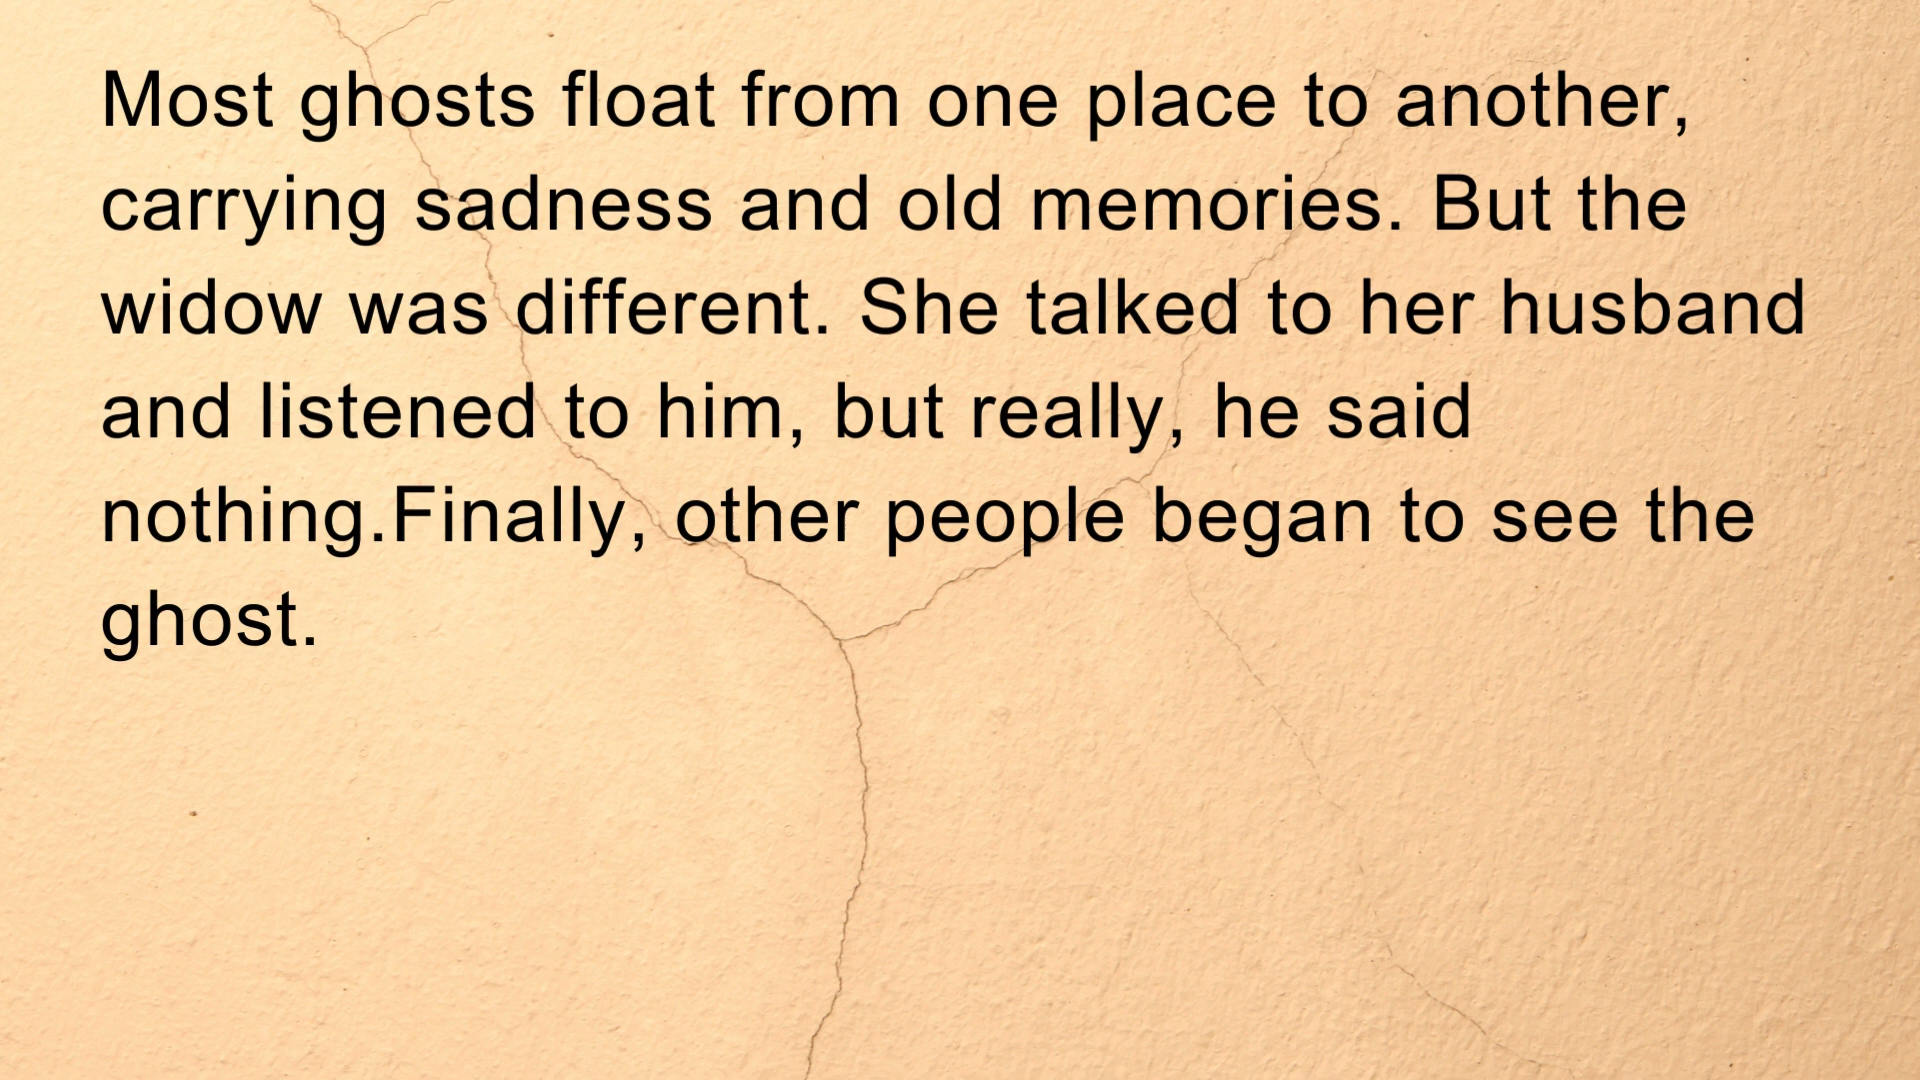 Most ghosts float from one place to another,
carrying sadness and old memories. But the
widow was different. She talked to her husband
and listened to him, but really, he said
nothing.Finally, other people began to see the
ghost.